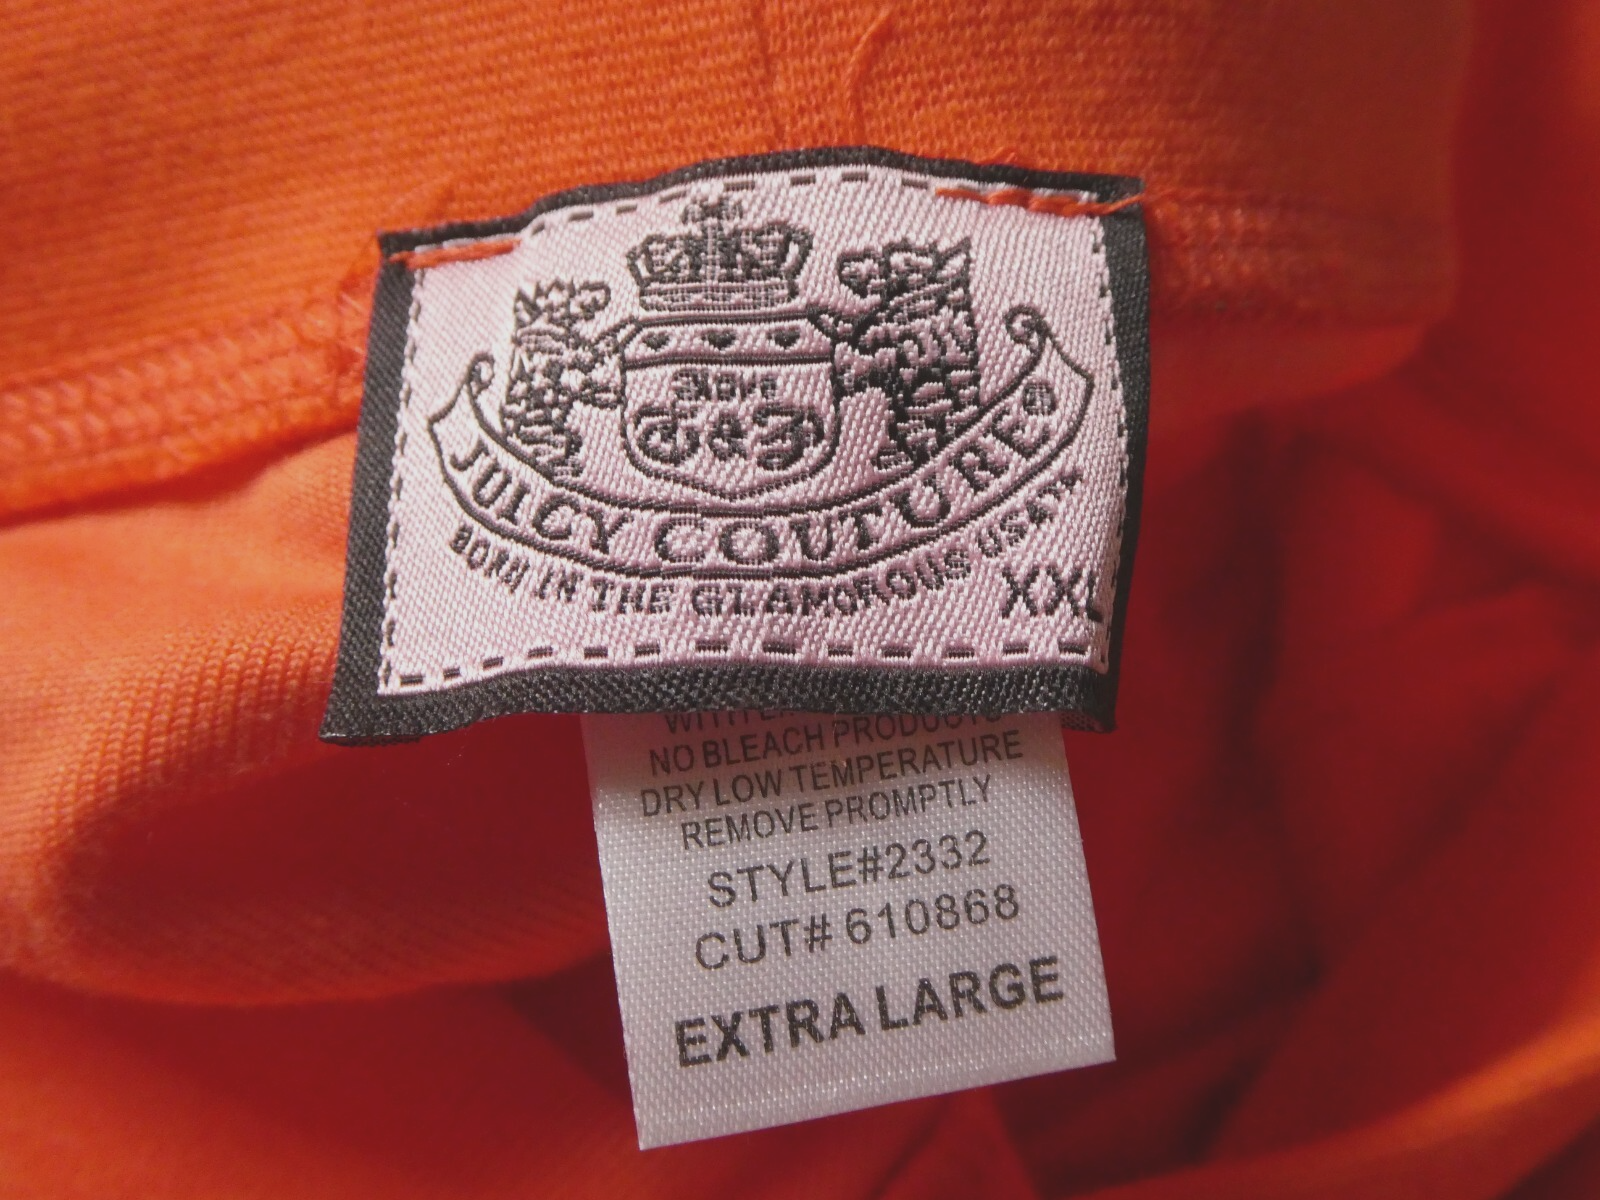 G&J
JUICY COUTURE®
BORN IN THE GLAMOROUS USA
XXL
NO BLEACH PRODUCTS
DRY LOW TEMPERATURE
REMOVE PROMPTLY
STYLE#2332
CUT# 610868
EXTRA LARGE